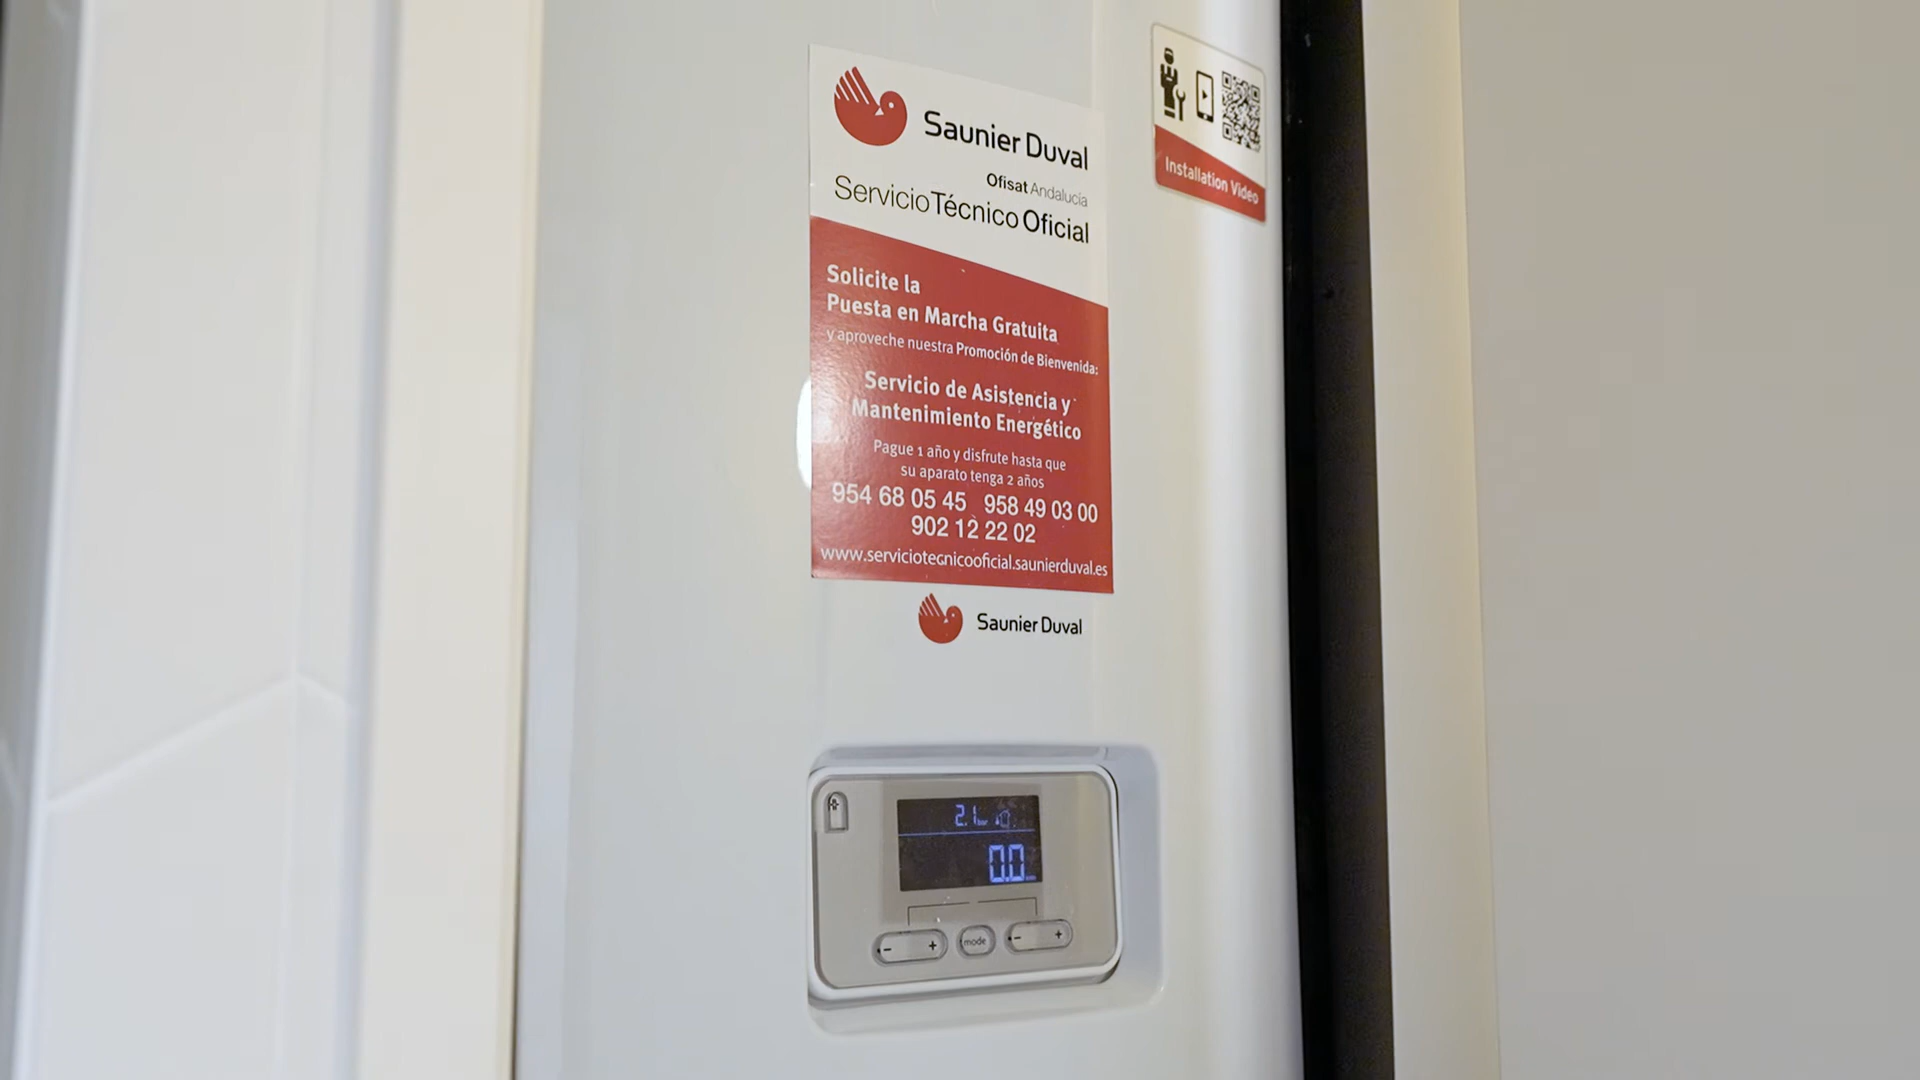 Saunier Duval
Ofisat Andalucía
Servicio Técnico Oficial
Solicite la
Puesta en Marcha Gratuita
y aproveche nuestra Promoción de Bienvenida:
Servicio de Asistencia y
Mantenimiento Energético
Pague 1 año y disfrute hasta que
su aparato tenga 2 años
954 68 05 45 958 49 03 00
902 12 22 02
www.serviciotecnicooficial.saunierduval.es
Saunier Duval
Installation Video
2.1
0.0
- + mode - +